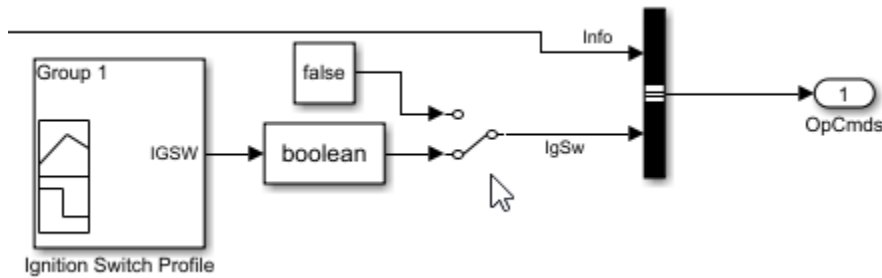 Info
Group 1
false
IGSW
boolean
IgSw
1
OpCmds
Ignition Switch Profile